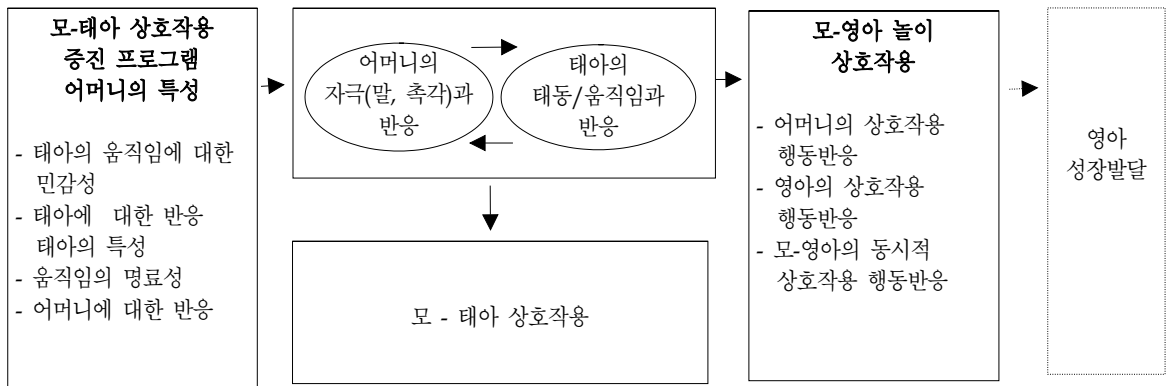 모-태아 상호작용
증진 프로그램
어머니의 특성
- 태아의 움직임에 대한
민감성
- 태아에 대한 반응
태아의 특성
- 움직임의 명료성
- 어머니에 대한 반응
어머니의
자극(말, 촉각)과
반응
태아의
태동/움직임과
반응
모 - 태아 상호작용
모-영아 놀이
상호작용
- 어머니의 상호작용
행동반응
- 영아의 상호작용
행동반응
- 모-영아의 동시적
상호작용 행동반응
영아
성장발달